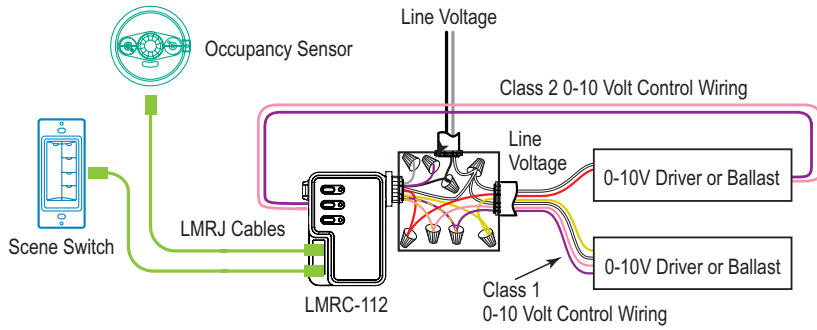 Line Voltage
Occupancy Sensor
Class 2 0-10 Volt Control Wiring
Line
Voltage
0-10V Driver or Ballast
Scene Switch
LMRJ Cables
0-10V Driver or Ballast
LMRC-112
Class 1
0-10 Volt Control Wiring